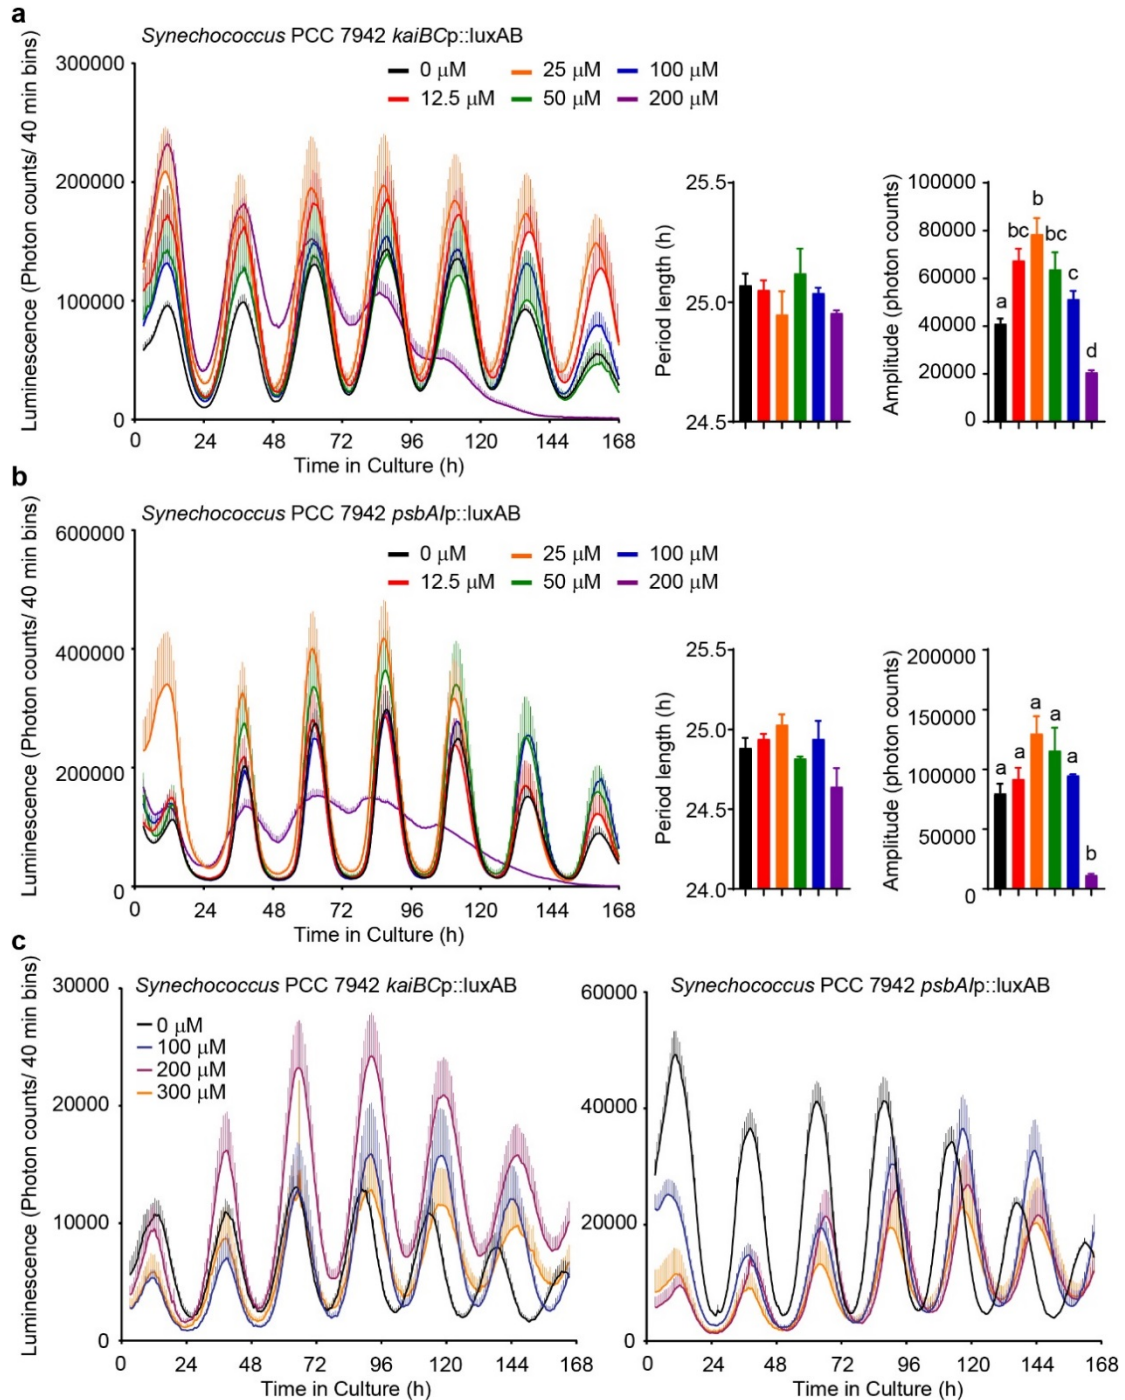 a
Synechococcus PCC 7942 kaiBCp::luxAB
0 μM 25 μM 100 μM
12.5 μM 50 μM 200 μM
Luminescence (Photon counts/ 40 min bins)
300000
200000
100000
0
0 24 48 72 96 120 144 168
Time in Culture (h)
Period length (h)
25.5
25.0
24.5
Amplitude (photon counts)
100000
80000
60000
40000
20000
0
a bc b bc c d
b
Synechococcus PCC 7942 psbAIp::luxAB
0 μM 25 μM 100 μM
12.5 μM 50 μM 200 μM
Luminescence (Photon counts/ 40 min bins)
600000
400000
200000
0
0 24 48 72 96 120 144 168
Time in Culture (h)
Period length (h)
25.5
25.0
24.5
24.0
Amplitude (photon counts)
200000
150000
100000
50000
0
a a a a a b
c
Synechococcus PCC 7942 kaiBCp::luxAB
0 μM
100 μM
200 μM
300 μM
Luminescence (Photon counts/ 40 min bins)
30000
20000
10000
0
0 24 48 72 96 120 144 168
Time in Culture (h)
Synechococcus PCC 7942 psbAIp::luxAB
60000
40000
20000
0
0 24 48 72 96 120 144 168
Time in Culture (h)